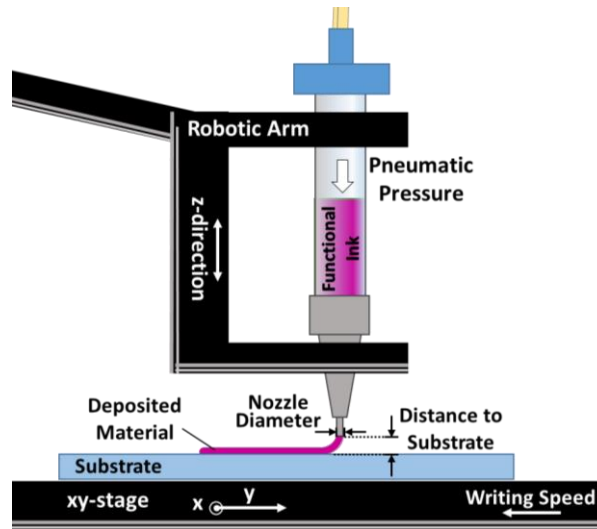 Robotic Arm
Pneumatic
Pressure
z-direction
Functional
Ink
Nozzle
Diameter
Deposited
Material
Distance to
Substrate
Substrate
xy-stage
x
y
Writing Speed